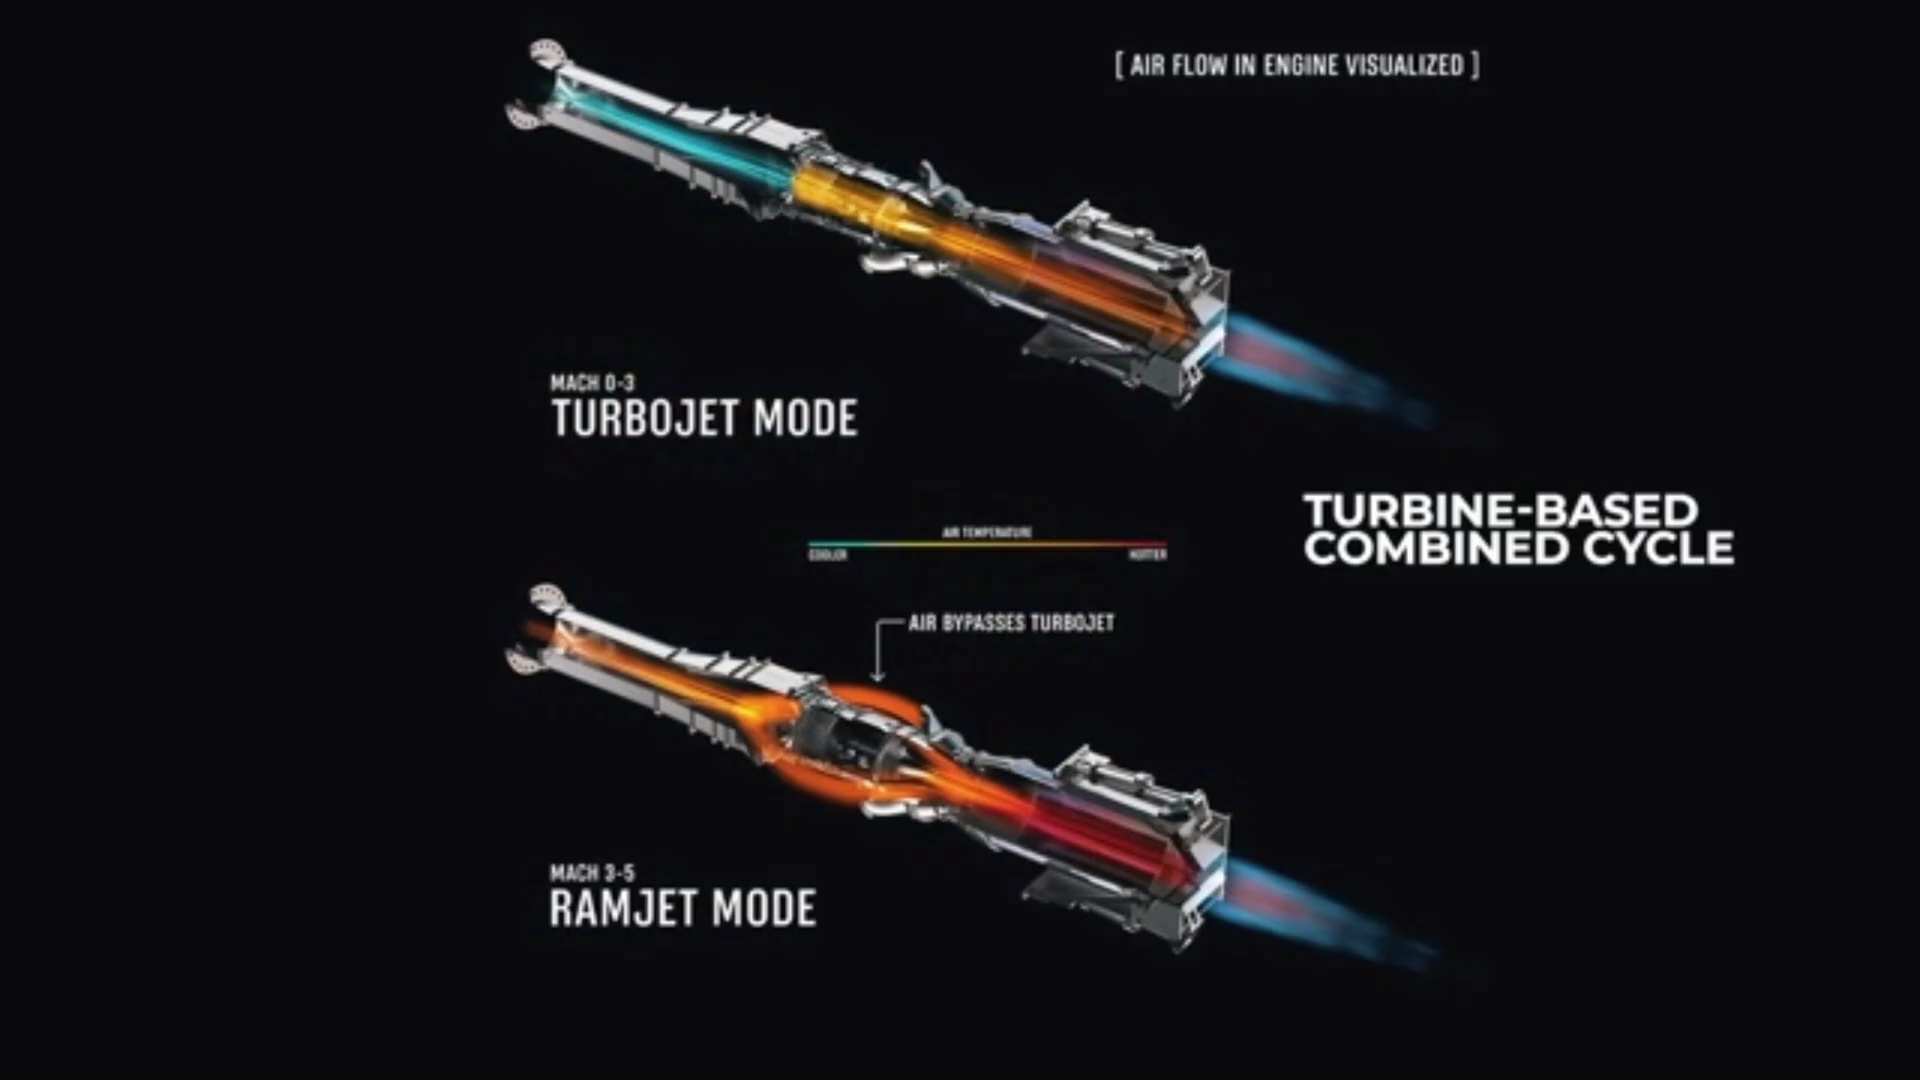 [ AIR FLOW IN ENGINE VISUALIZED ]
MACH 0-3
TURBOJET MODE
TURBINE-BASED
COMBINED CYCLE
AIR TEMPERATURE
COOLER
HOTTER
AIR BYPASSES TURBOJET
MACH 3-5
RAMJET MODE